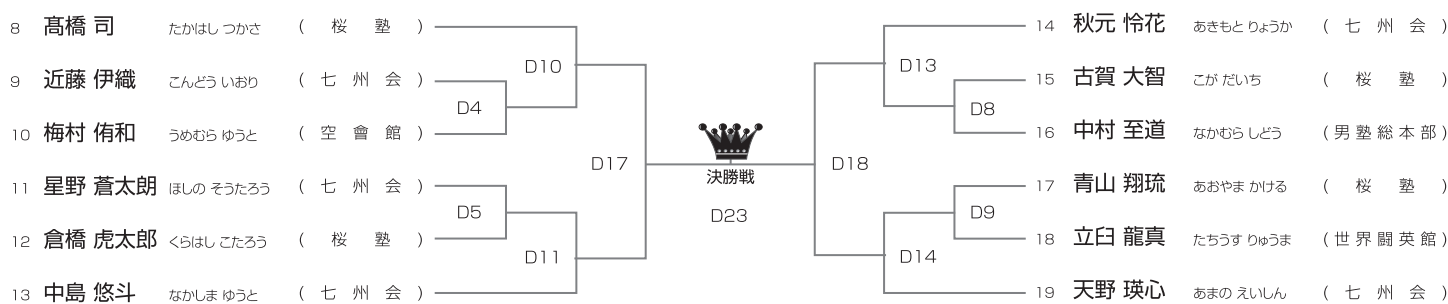 8 髙橋 司 たかはし つかさ ( 桜 塾 )
9 近藤 伊織 こんどう いおり ( 七 州 会 )
10 梅村 侑和 うめむら ゆうと ( 空 會 館 )
11 星野 蒼太朗 ほしの そうたろう ( 七 州 会 )
12 倉橋 虎太郎 くらはし こたろう ( 桜 塾 )
13 中島 悠斗 なかしま ゆうと ( 七 州 会 )
D10
D4
D17
D5
D11
決勝戦
D23
D13
D8
D18
D9
D14
14 秋元 怜花 あきもと りょうか ( 七 州 会 )
15 古賀 大智 こが だいち ( 桜 塾 )
16 中村 至道 なかむら しどう ( 男 塾 総 本 部 )
17 青山 翔琉 あおやま かける ( 桜 塾 )
18 立臼 龍真 たちうす りゅうま ( 世 界 闘 英 館 )
19 天野 瑛心 あまの えいしん ( 七 州 会 )